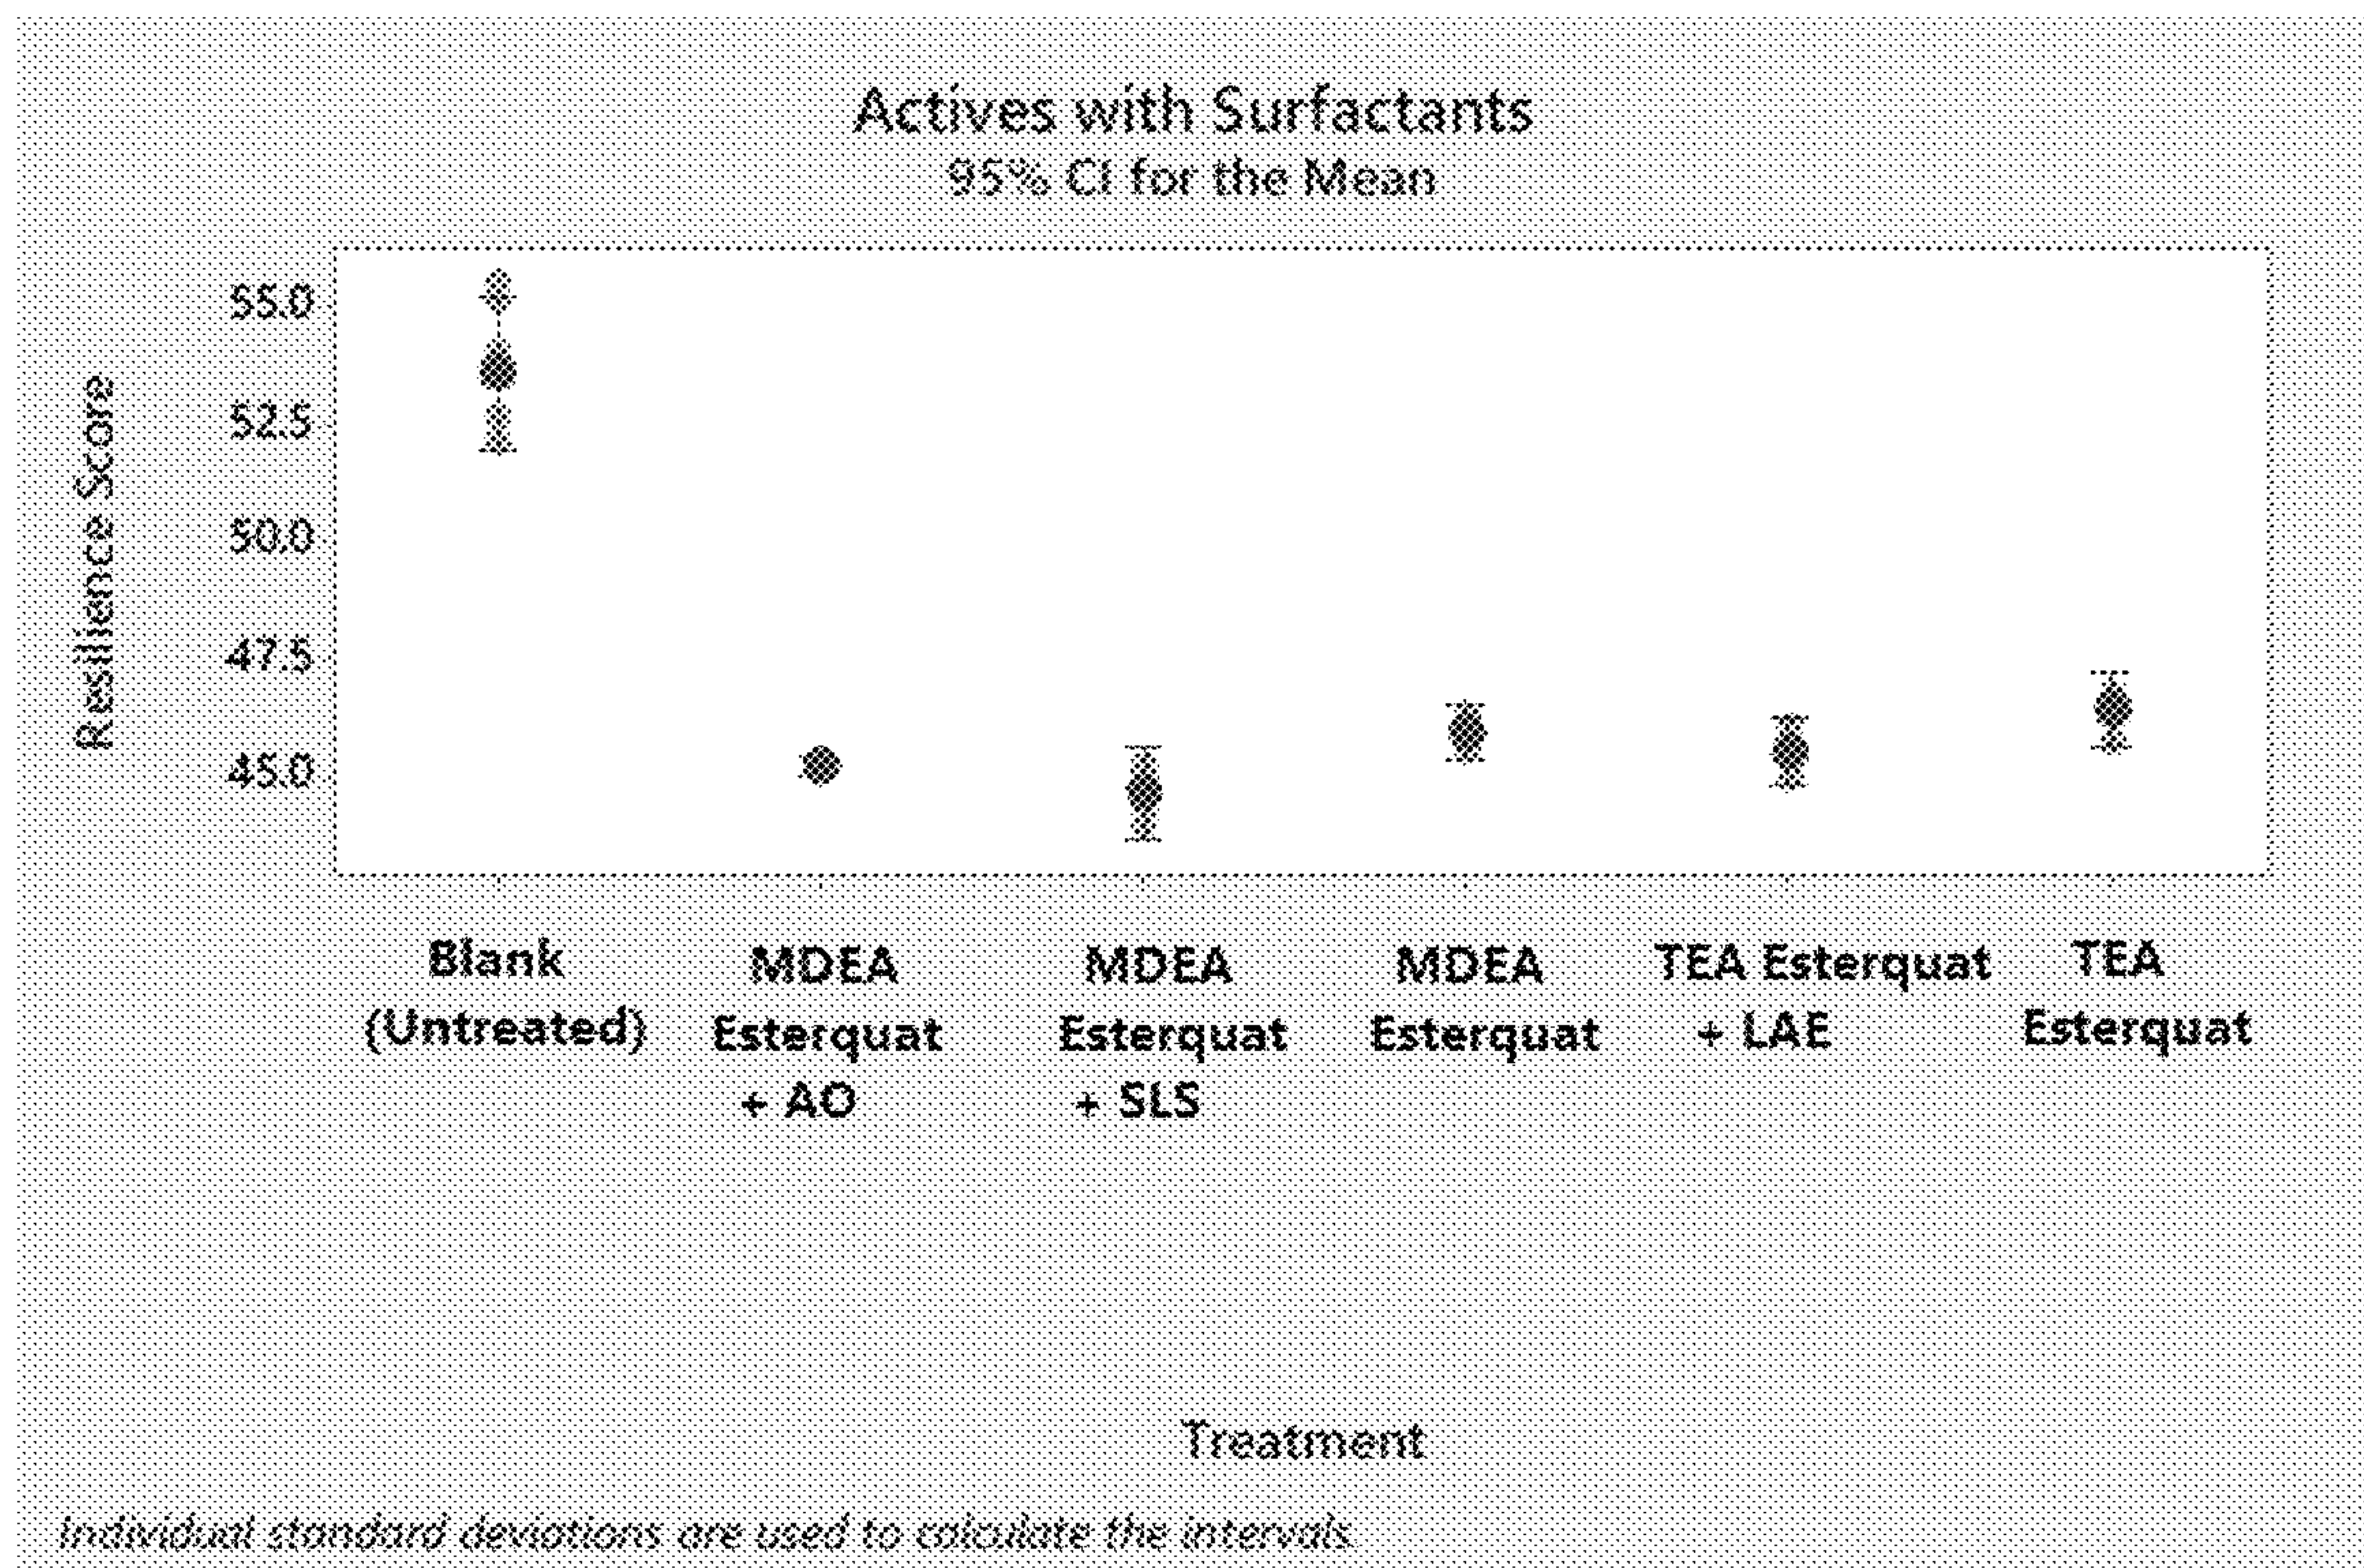 Actives with Surfactants
95% CI for the Mean
Resilience Score
55.0
52.5
50.0
47.5
45.0
Blank
(Untreated)
MDEA
Esterquat
+ AO
MDEA
Esterquat
+ SLS
MDEA
Esterquat
TEA Esterquat
+ LAE
TEA
Esterquat
Treatment
Individual standard deviations are used to calculate the intervals.